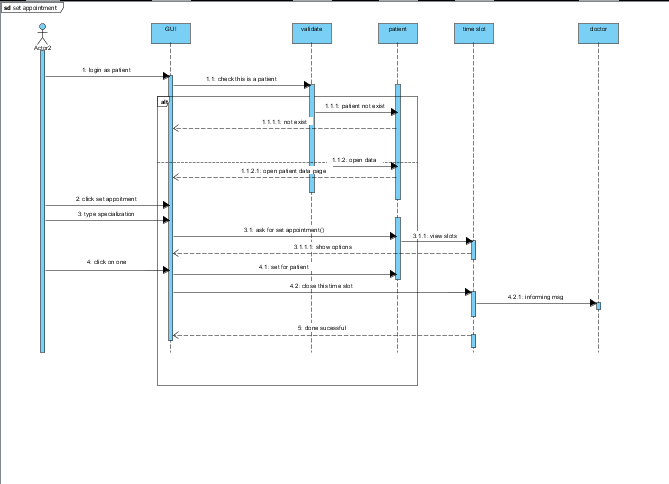 sd set appointment
GUI
validate
patient
time slot
doctor
Actor2
1: login as patient
1.1: check this is a patient
alt
1.1.1: patient not exist
1.1.1.1: not exist
1.1.2: open data
1.1.2.1: open patient data page
2: click set appoitment
3: type specialization
3.1: ask for set appointment()
3.1.1: view slots
3.1.1.1: show options
4: click on one
4.1: set for patient
4.2: close this time slot
4.2.1: informing msg
5: done sucessful